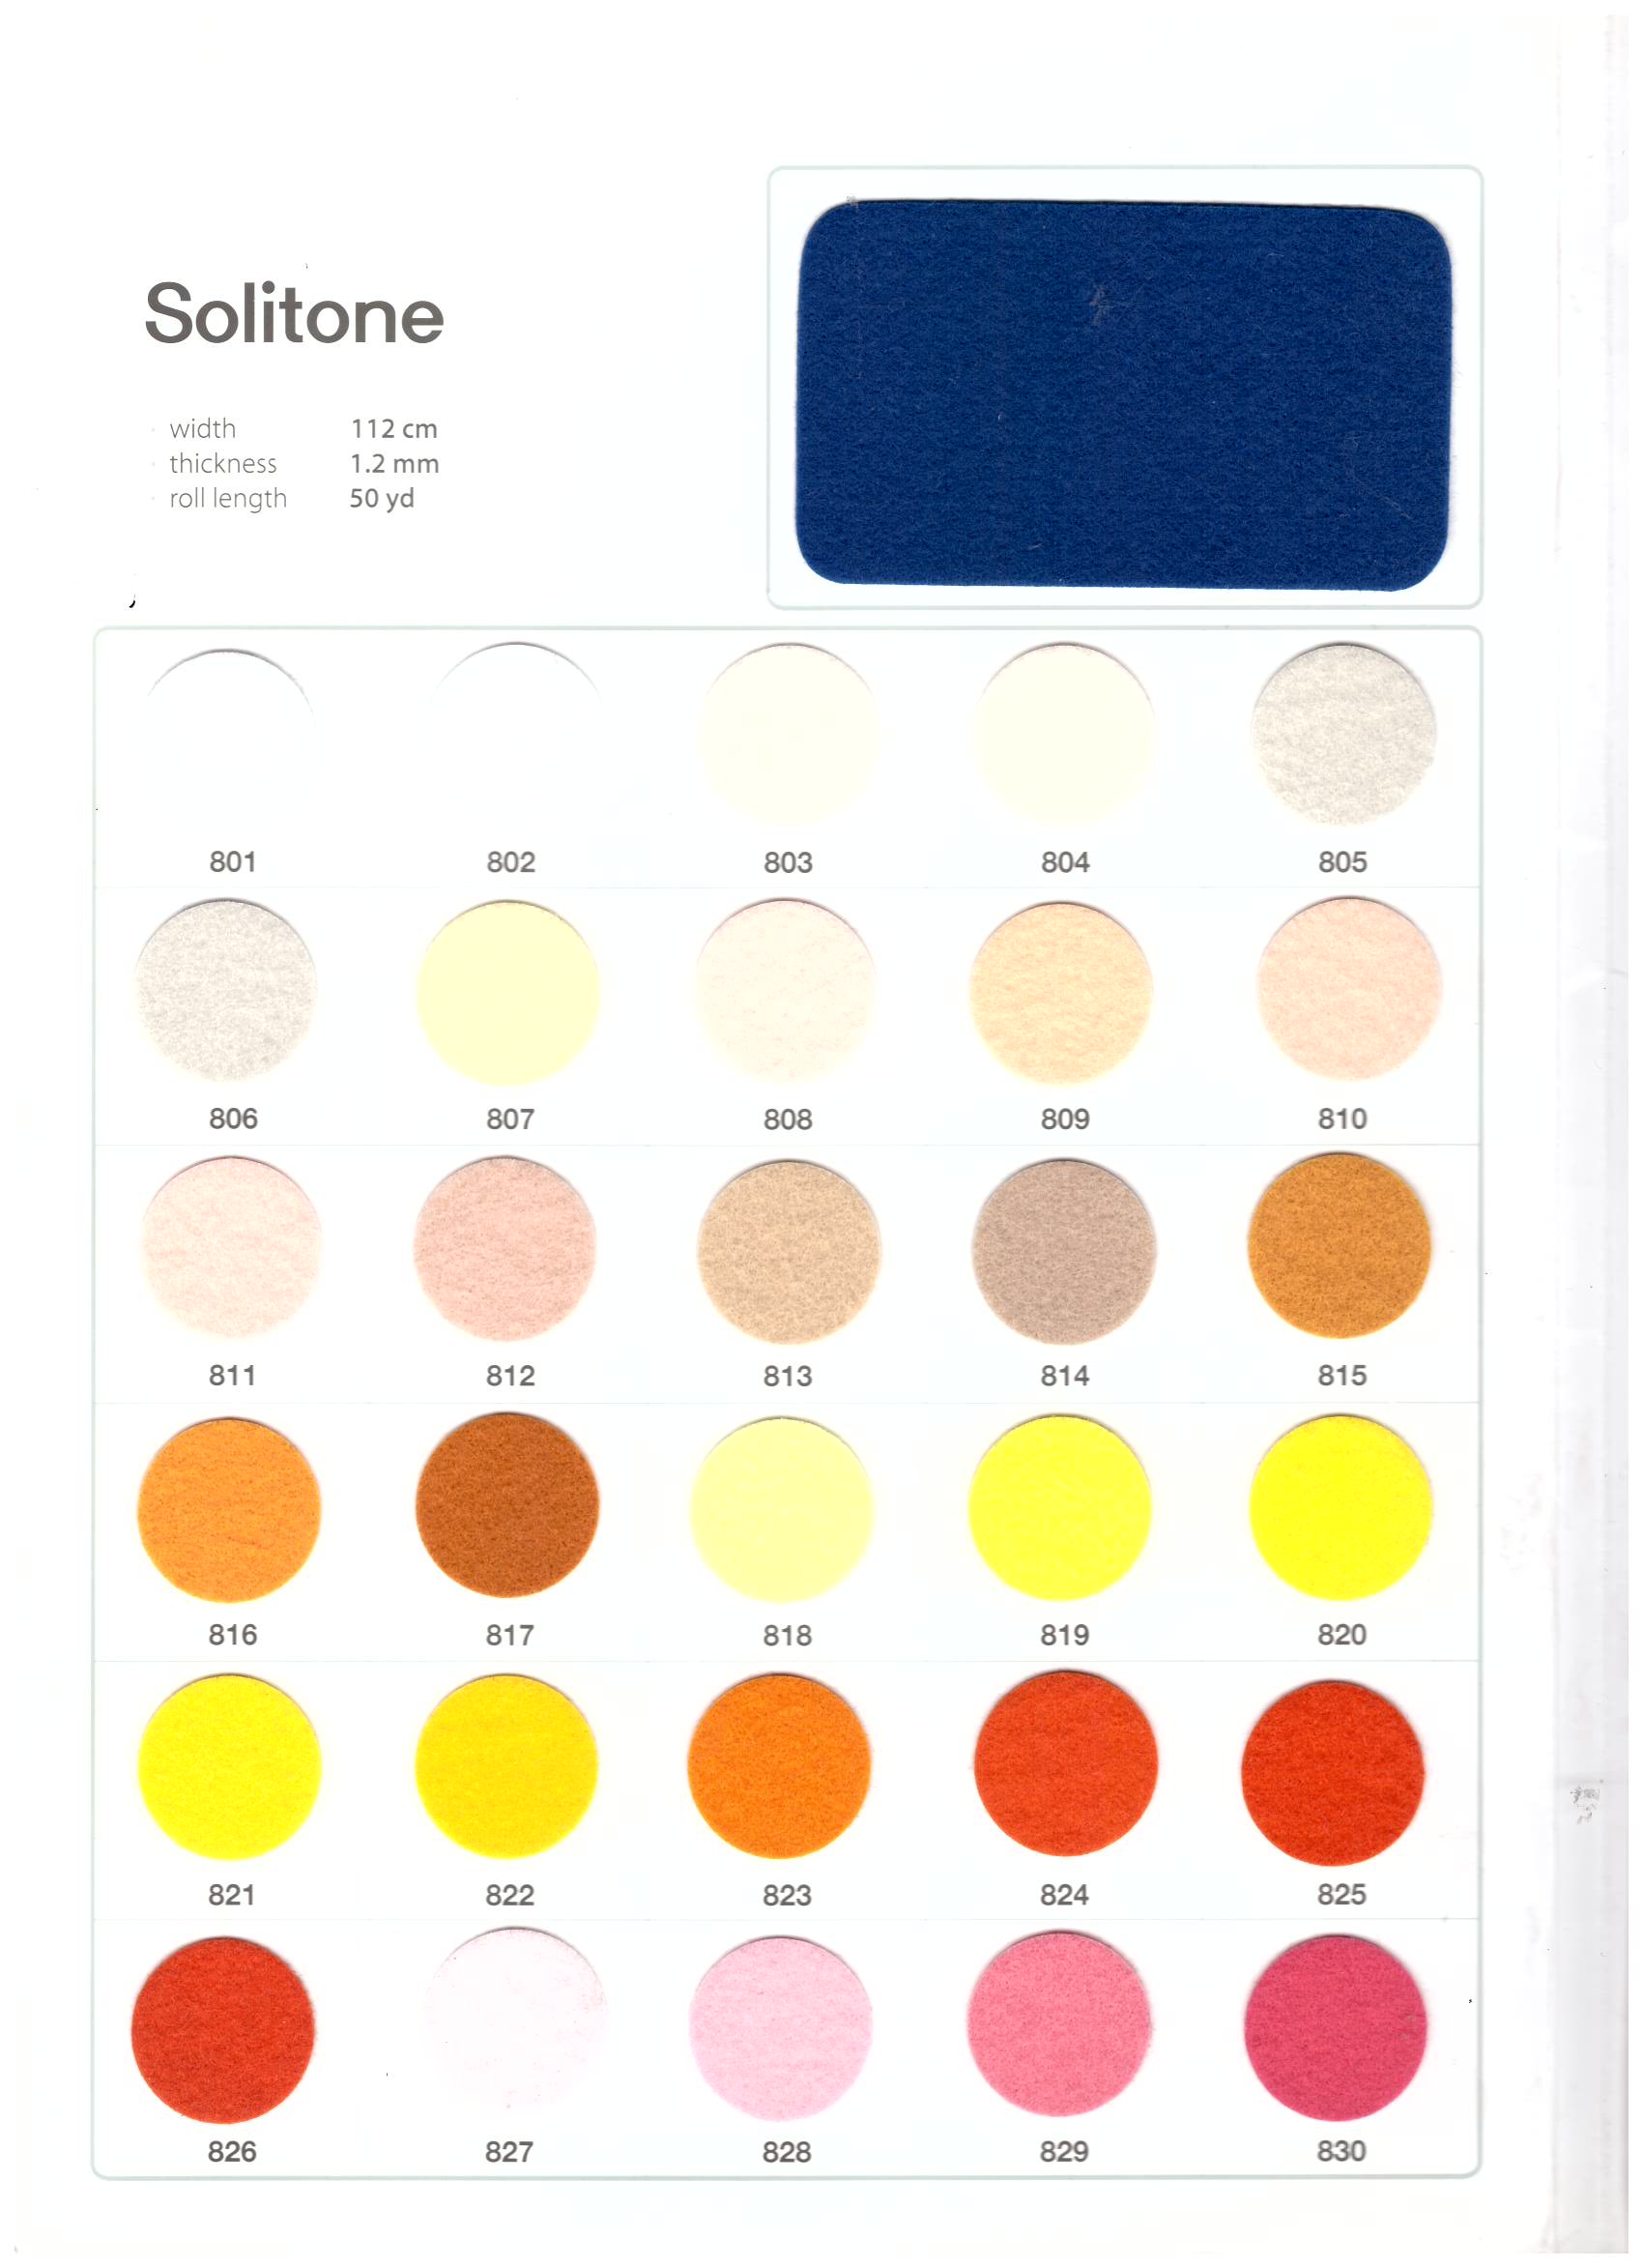 Solitone
width 112 cm
thickness 1.2 mm
roll length 50 yd
801 802 803 804 805
806 807 808 809 810
811 812 813 814 815
816 817 818 819 820
821 822 823 824 825
826 827 828 829 830